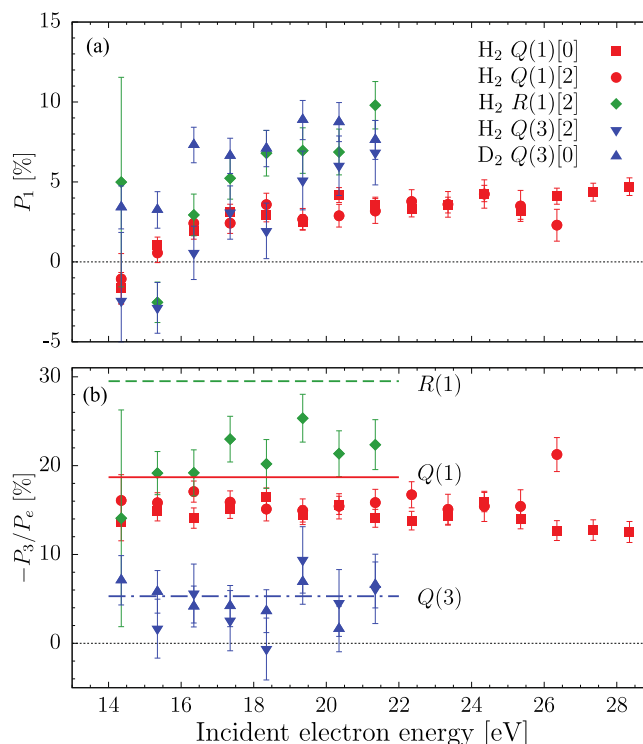 (a)
H₂ Q(1)[0]
H₂ Q(1)[2]
H₂ R(1)[2]
H₂ Q(3)[2]
D₂ Q(3)[0]
15
10
5
0
-5
P₁ [%]
(b)
R(1)
Q(1)
Q(3)
30
20
10
0
−P₃/Pₑ [%]
14 16 18 20 22 24 26 28
Incident electron energy [eV]